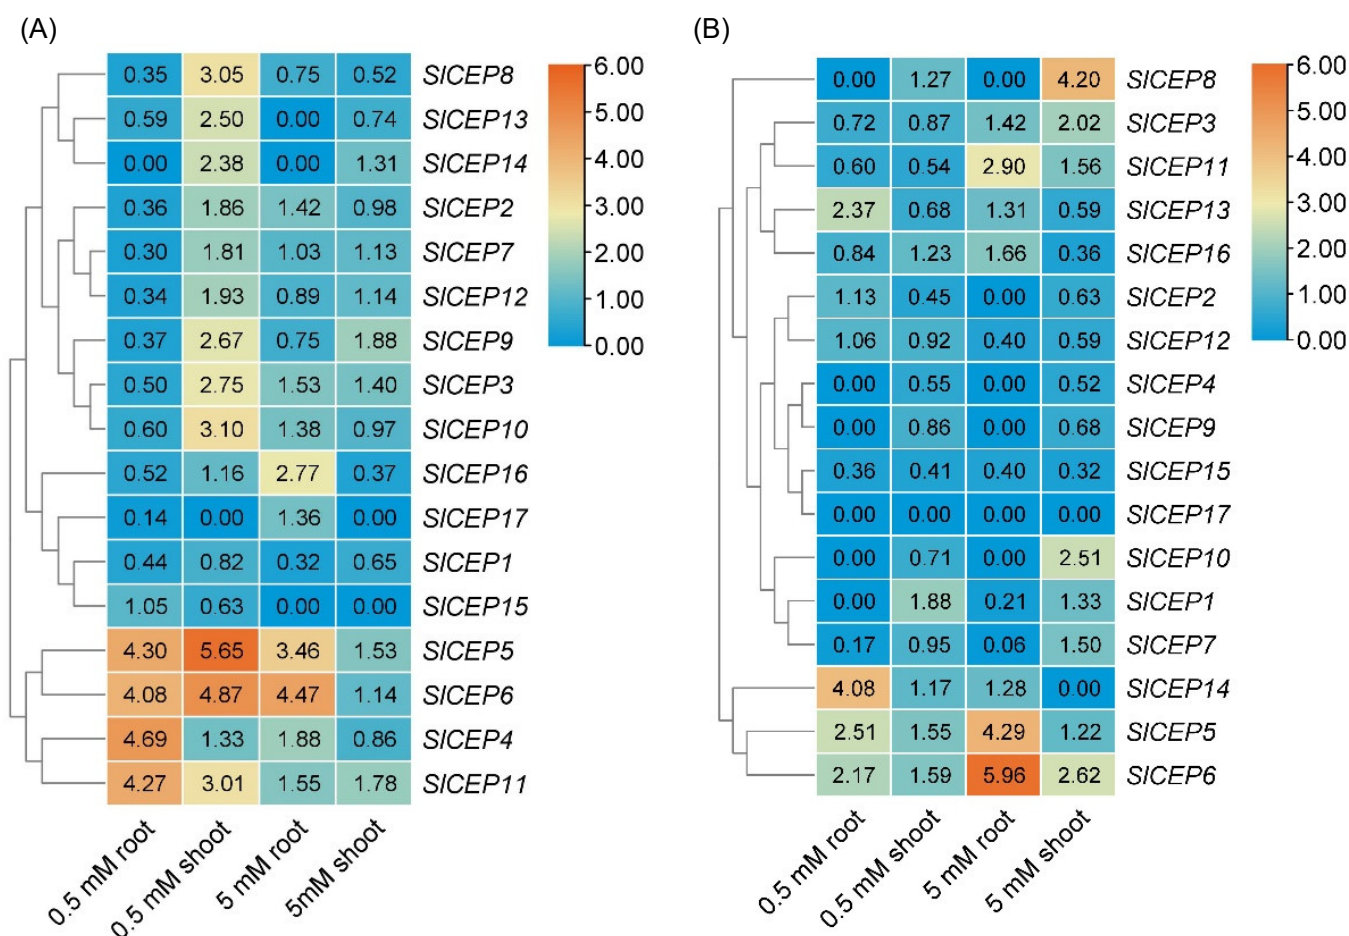 (A)
0.35 3.05 0.75 0.52 SlCEP8
0.59 2.50 0.00 0.74 SlCEP13
0.00 2.38 0.00 1.31 SlCEP14
0.36 1.86 1.42 0.98 SlCEP2
0.30 1.81 1.03 1.13 SlCEP7
0.34 1.93 0.89 1.14 SlCEP12
0.37 2.67 0.75 1.88 SlCEP9
0.50 2.75 1.53 1.40 SlCEP3
0.60 3.10 1.38 0.97 SlCEP10
0.52 1.16 2.77 0.37 SlCEP16
0.14 0.00 1.36 0.00 SlCEP17
0.44 0.82 0.32 0.65 SlCEP1
1.05 0.63 0.00 0.00 SlCEP15
4.30 5.65 3.46 1.53 SlCEP5
4.08 4.87 4.47 1.14 SlCEP6
4.69 1.33 1.88 0.86 SlCEP4
4.27 3.01 1.55 1.78 SlCEP11
0.5 mM root
0.5 mM shoot
5 mM root
5mM shoot
6.00
5.00
4.00
3.00
2.00
1.00
0.00
(B)
0.00 1.27 0.00 4.20 SlCEP8
0.72 0.87 1.42 2.02 SlCEP3
0.60 0.54 2.90 1.56 SlCEP11
2.37 0.68 1.31 0.59 SlCEP13
0.84 1.23 1.66 0.36 SlCEP16
1.13 0.45 0.00 0.63 SlCEP2
1.06 0.92 0.40 0.59 SlCEP12
0.00 0.55 0.00 0.52 SlCEP4
0.00 0.86 0.00 0.68 SlCEP9
0.36 0.41 0.40 0.32 SlCEP15
0.00 0.00 0.00 0.00 SlCEP17
0.00 0.71 0.00 2.51 SlCEP10
0.00 1.88 0.21 1.33 SlCEP1
0.17 0.95 0.06 1.50 SlCEP7
4.08 1.17 1.28 0.00 SlCEP14
2.51 1.55 4.29 1.22 SlCEP5
2.17 1.59 5.96 2.62 SlCEP6
0.5 mM root
0.5 mM shoot
5 mM root
5 mM shoot
6.00
5.00
4.00
3.00
2.00
1.00
0.00